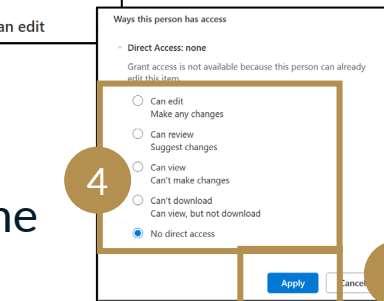 an edit
Ways this person has access
Direct Access: none
Grant access is not available because this person can already
edit this item.
Can edit
Make any changes
Can review
Suggest changes
Can view
Can't make changes
4
Can't download
Can view, but not download
ne
No direct access
Apply
Cancel